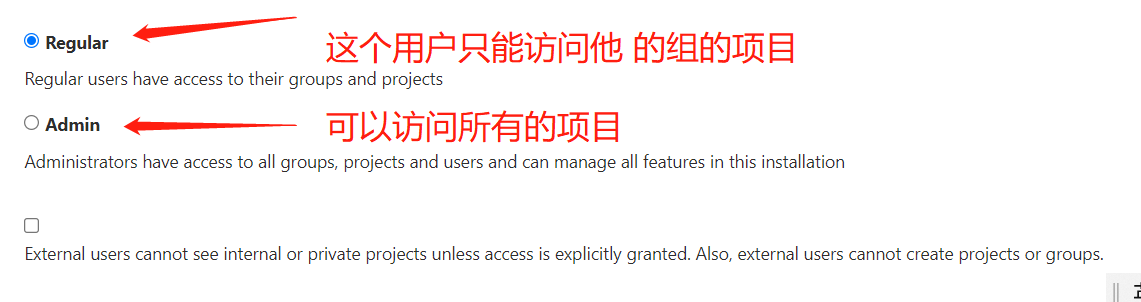 Regular
这个用户只能访问他 的组的项目
Regular users have access to their groups and projects
Admin
可以访问所有的项目
Administrators have access to all groups, projects and users and can manage all features in this installation
External users cannot see internal or private projects unless access is explicitly granted. Also, external users cannot create projects or groups.